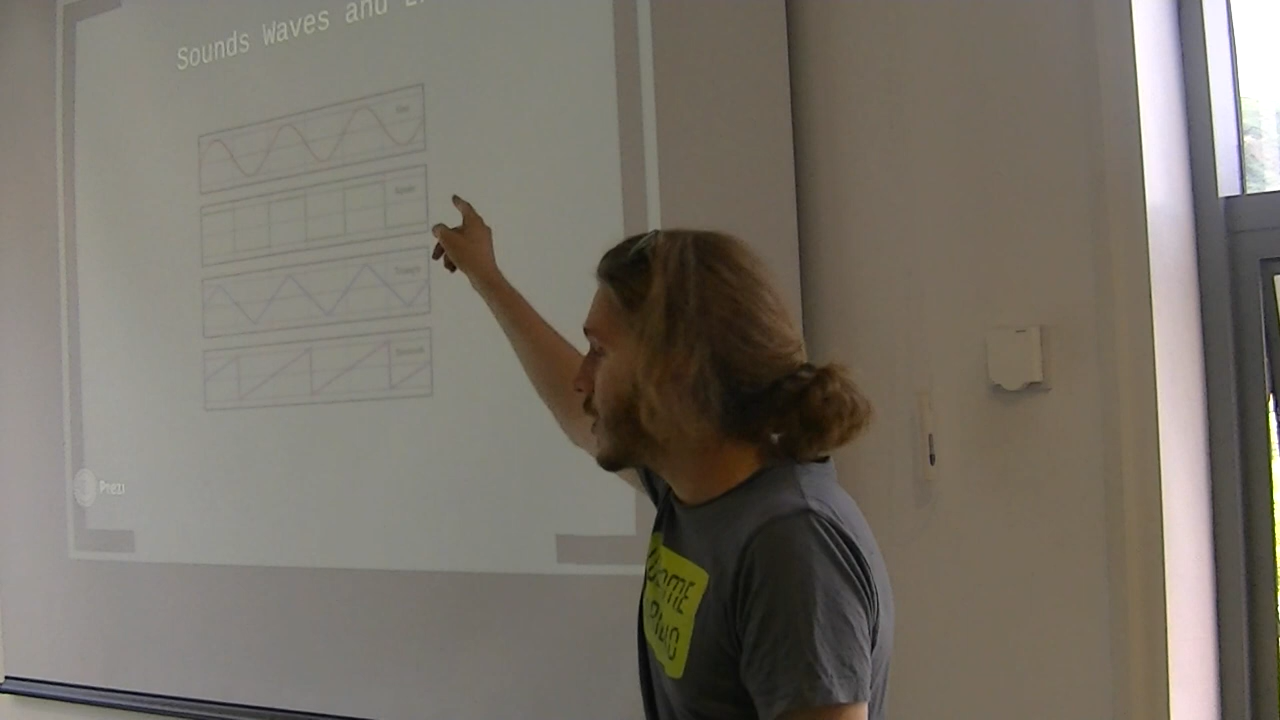 Sounds Waves and
Sine
Square
Triangle
Sawtooth
Prezi